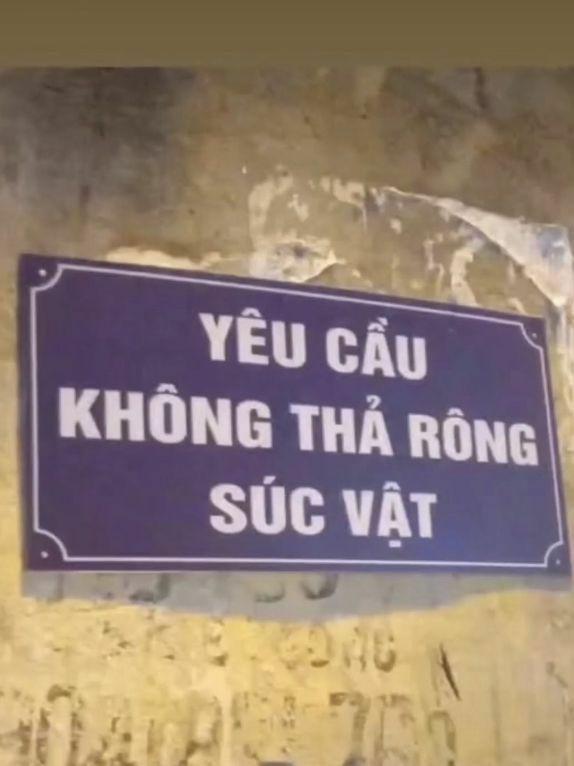 YÊU CẦU
KHÔNG THẢ RÔNG
SÚC VẬT